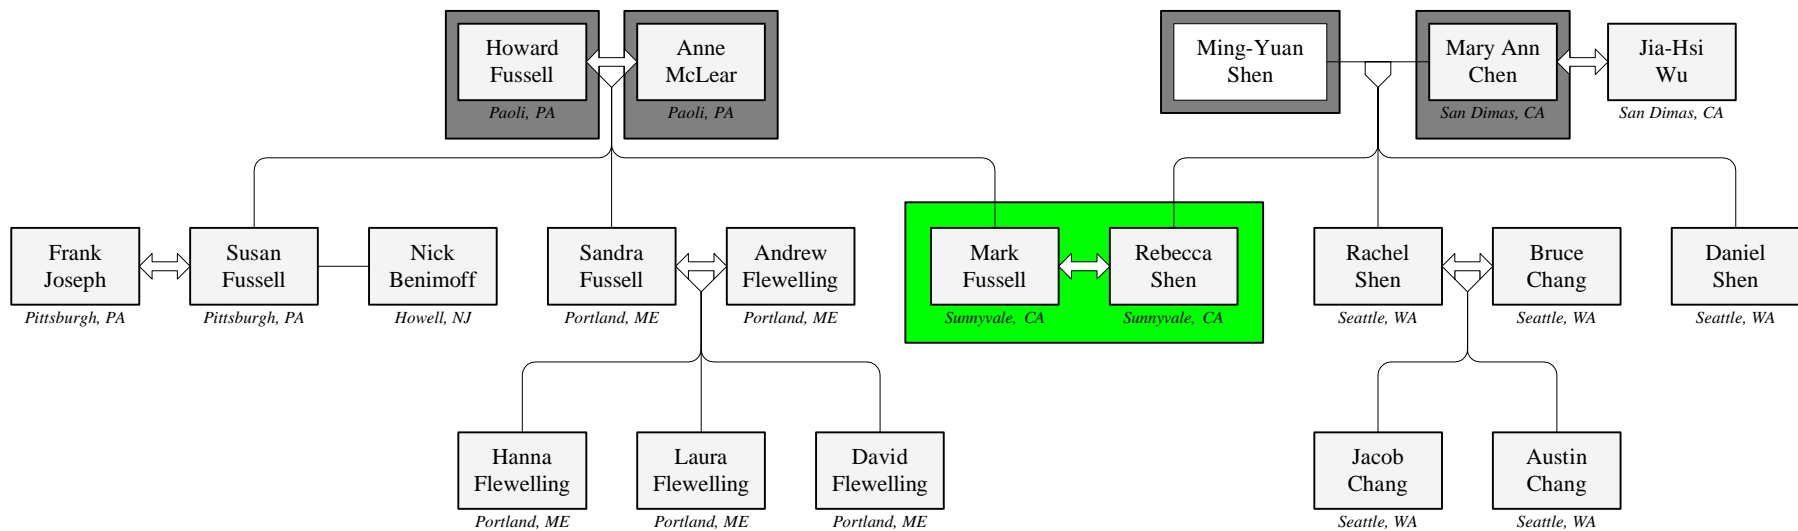 Howard
Fussell
Paoli, PA
Anne
McLear
Paoli, PA
Ming-Yuan
Shen
Mary Ann
Chen
San Dimas, CA
Jia-Hsi
Wu
San Dimas, CA
Frank
Joseph
Pittsburgh, PA
Susan
Fussell
Pittsburgh, PA
Nick
Benimoff
Howell, NJ
Sandra
Fussell
Portland, ME
Andrew
Flewelling
Portland, ME
Mark
Fussell
Sunnyvale, CA
Rebecca
Shen
Sunnyvale, CA
Rachel
Shen
Seattle, WA
Bruce
Chang
Seattle, WA
Daniel
Shen
Seattle, WA
Hanna
Flewelling
Portland, ME
Laura
Flewelling
Portland, ME
David
Flewelling
Portland, ME
Jacob
Chang
Seattle, WA
Austin
Chang
Seattle, WA